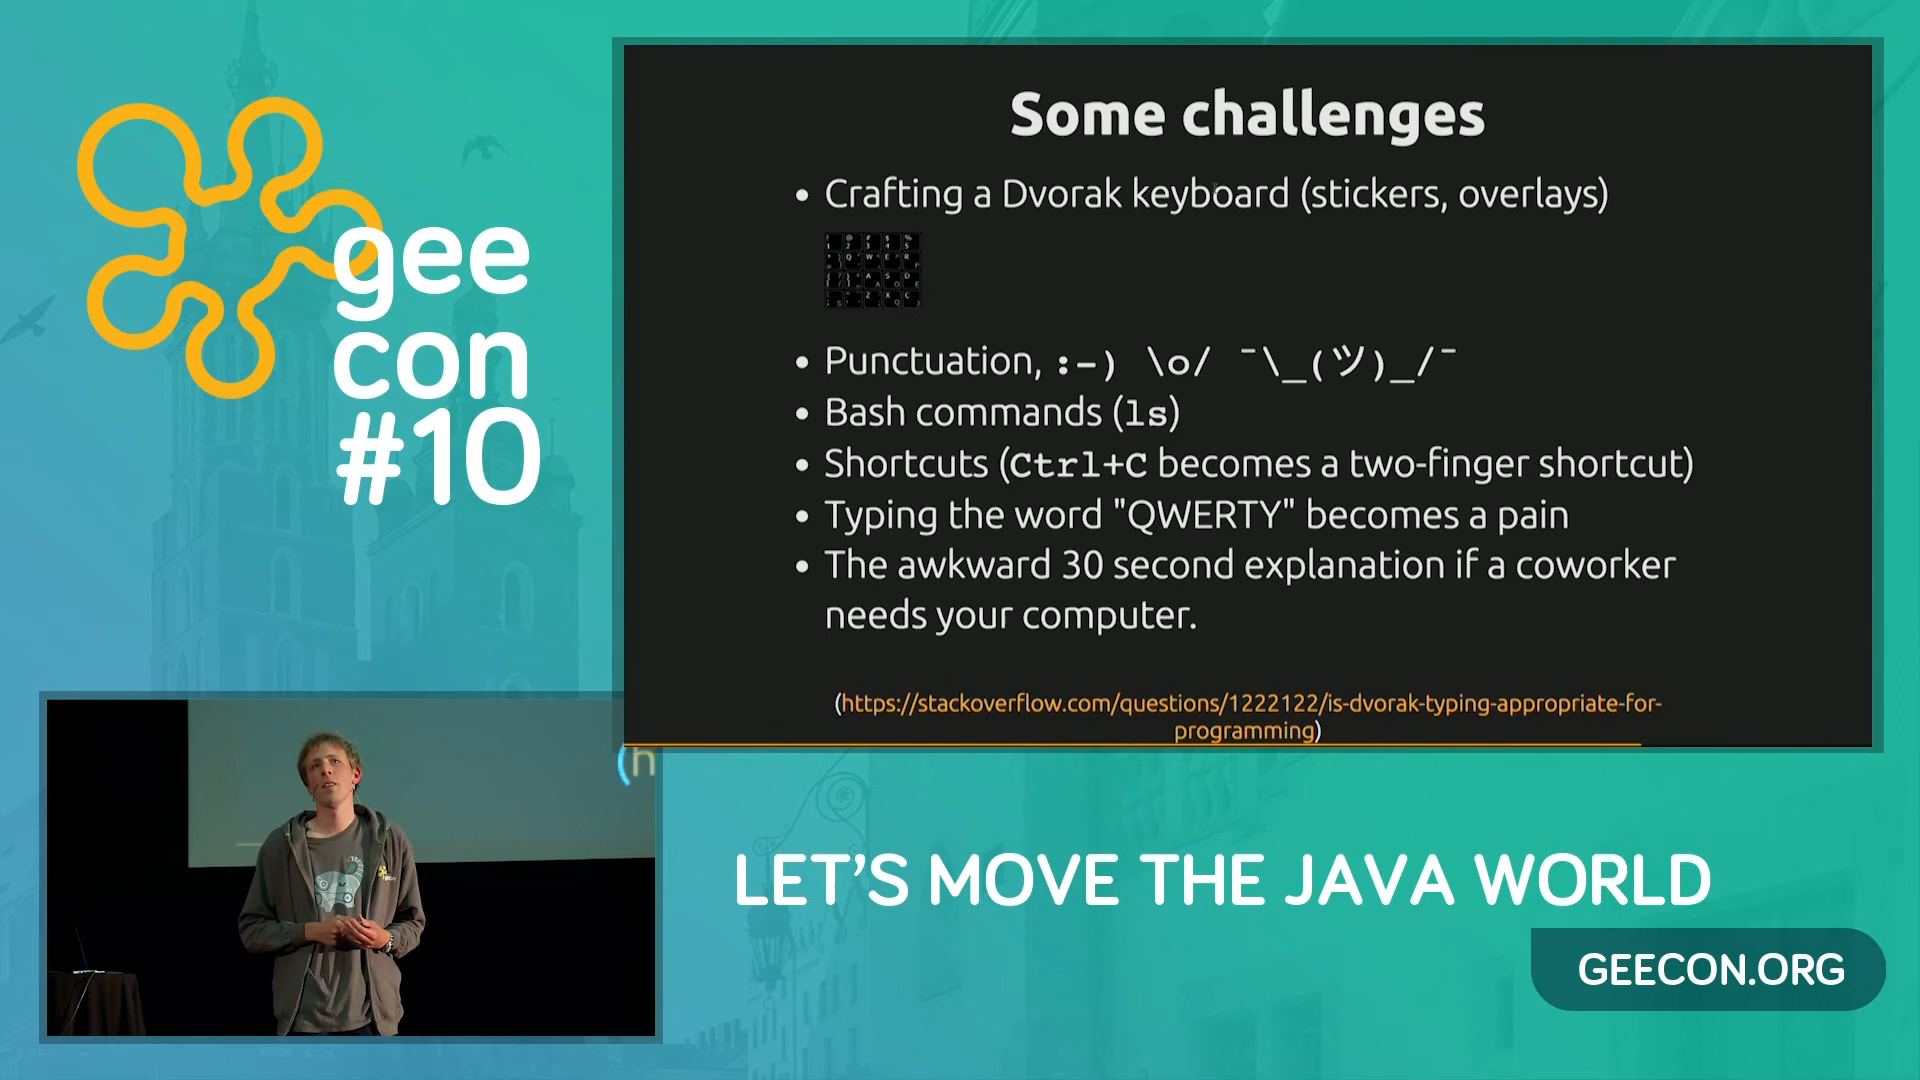 gee
con
#10
Some challenges
• Crafting a Dvorak keyboard (stickers, overlays)
• Punctuation, :-) \o/ ¯\_(ツ)_/¯
• Bash commands (ls)
• Shortcuts (Ctrl+C becomes a two-finger shortcut)
• Typing the word "QWERTY" becomes a pain
• The awkward 30 second explanation if a coworker
needs your computer.
(https://stackoverflow.com/questions/1222122/is-dvorak-typing-appropriate-for-
programming)
(h
LET'S MOVE THE JAVA WORLD
GEECON.ORG